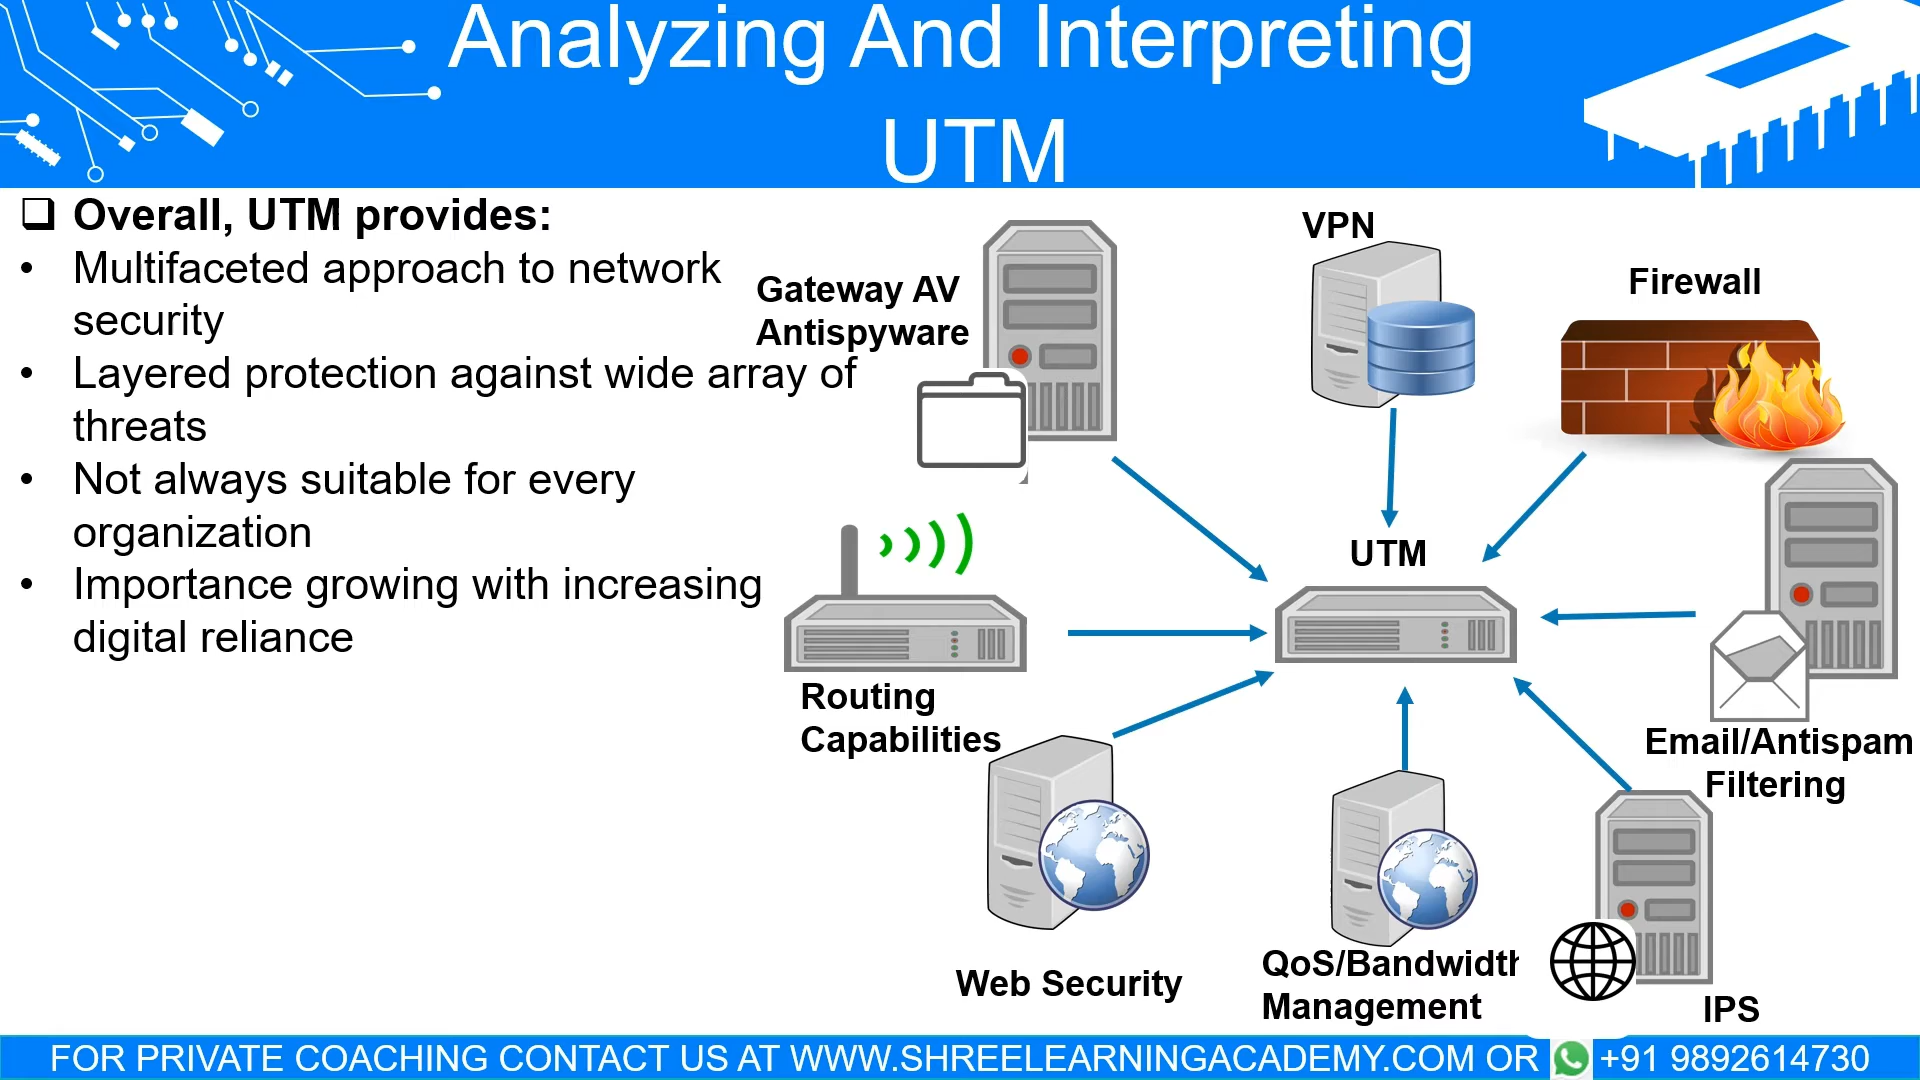 Analyzing And Interpreting
UTM
Overall, UTM provides:
• Multifaceted approach to network
security
• Layered protection against wide array of
threats
• Not always suitable for every
organization
• Importance growing with increasing
digital reliance
Gateway AV
Antispyware
VPN
Firewall
UTM
Routing
Capabilities
Email/Antispam
Filtering
Web Security
QoS/Bandwidth
Management
IPS
FOR PRIVATE COACHING CONTACT US AT WWW.SHREELEARNINGACADEMY.COM OR +91 9892614730